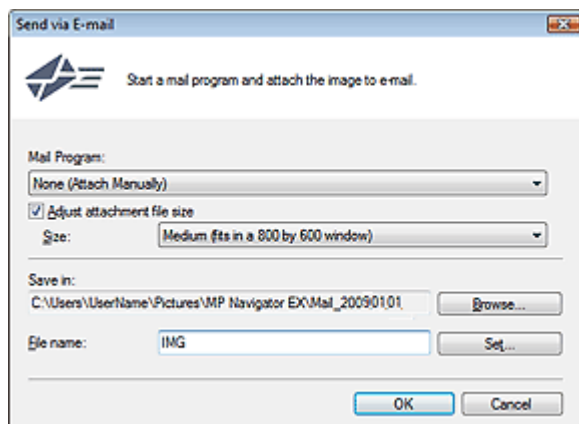 Send via E-mail
Start a mail program and attach the image to e-mail.
Mail Program:
None (Attach Manually)
Adjust attachment file size
Size: Medium (fits in a 800 by 600 window)
Save in:
C:\Users\UserName\Pictures\MP Navigator EX\Mail_20090101 Browse...
File name: IMG Set...
OK Cancel